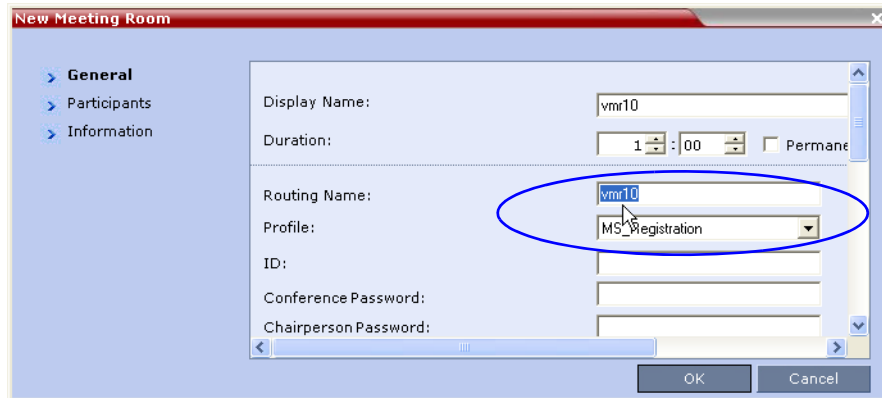 New Meeting Room
General
Participants
Information
Display Name: vmr10
Duration: 1 : 00 Permane
Routing Name: vmr10
Profile: MS_Registration
ID:
Conference Password:
Chairperson Password:
OK Cancel